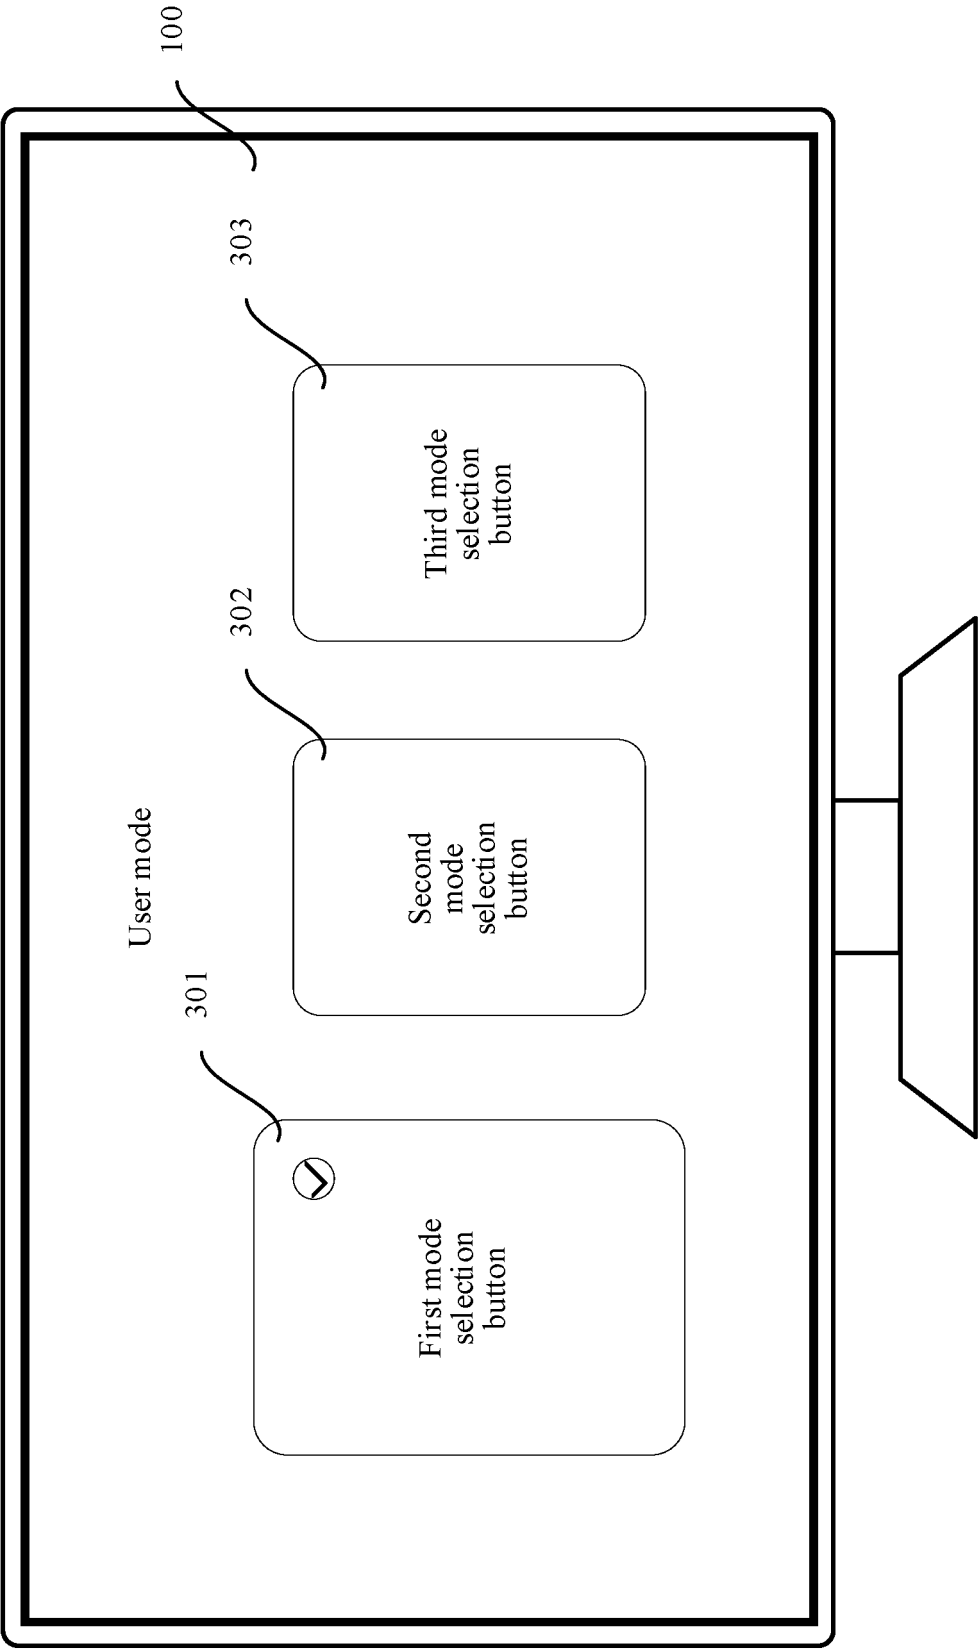 100
User mode
301
302
303
First mode
selection
button
Second
mode
selection
button
Third mode
selection
button